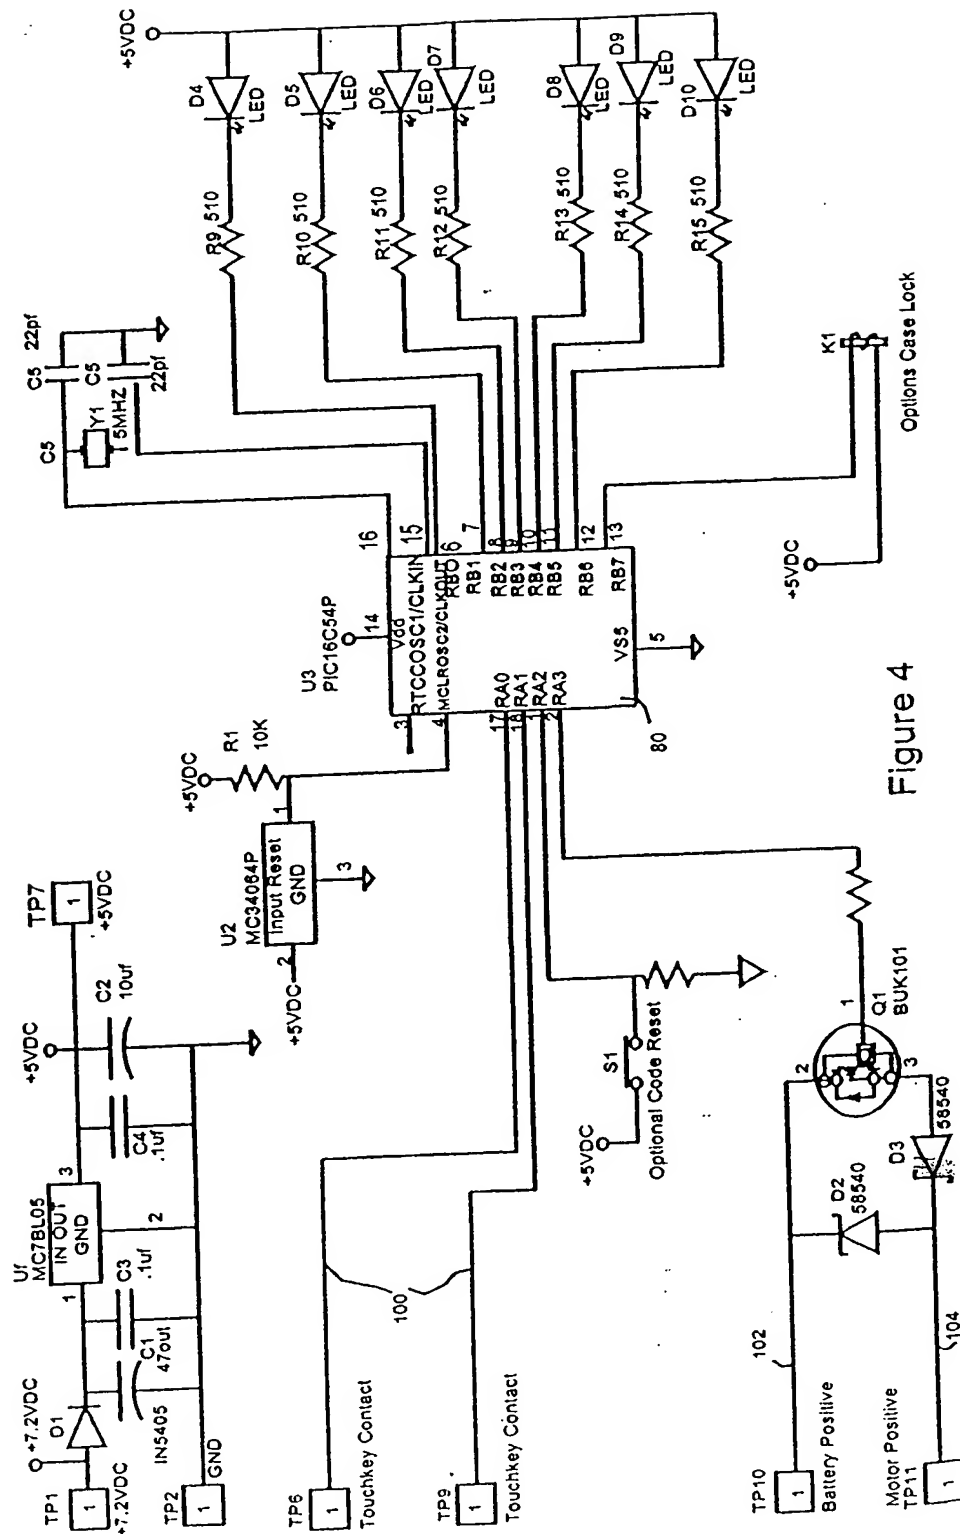 +7.2VDC
TP1
1
+7.2VDC
D1
IN5405
C1
47out
C3
.1uf
Uf
MC7BL05
IN OUT
GND
1
2
3
C4
.1uf
+5VDC
C2
10uf
TP7
1
+5VDC
TP2
1
GND
U2
MC34064P
Input Reset
GND
+5VDC
2
1
3
+5VDC
R1
10K
U3
PIC16C54P
14
Vdd
3
RTCCOSC1/CLKIN
4
MCLROSC2/CLKOUT
17
RA0
18
RA1
1
RA2
2
RA3
16
15
6
RBO
7
RB1
8
RB2
9
RB3
10
RB4
11
RB5
12
RB6
13
RB7
VS5
5
80
C5
Y1
5MHZ
C5
22pf
C5
22pf
+5VDC
D4
LED
R9
510
D5
LED
R10
510
D6
LED
R11
510
D7
LED
R12
510
D8
LED
R13
510
D9
LED
R14
510
D10
LED
R15
510
K1
Options Case Lock
+5VDC
TP6
1
Touchkey Contact
TP9
1
Touchkey Contact
100
+5VDC
S1
Optional Code Reset
TP10
1
Battery Positive
102
Motor Positive
TP11
1
104
D2
58540
D3
58540
2
3
1
Q1
BUK101
Figure 4